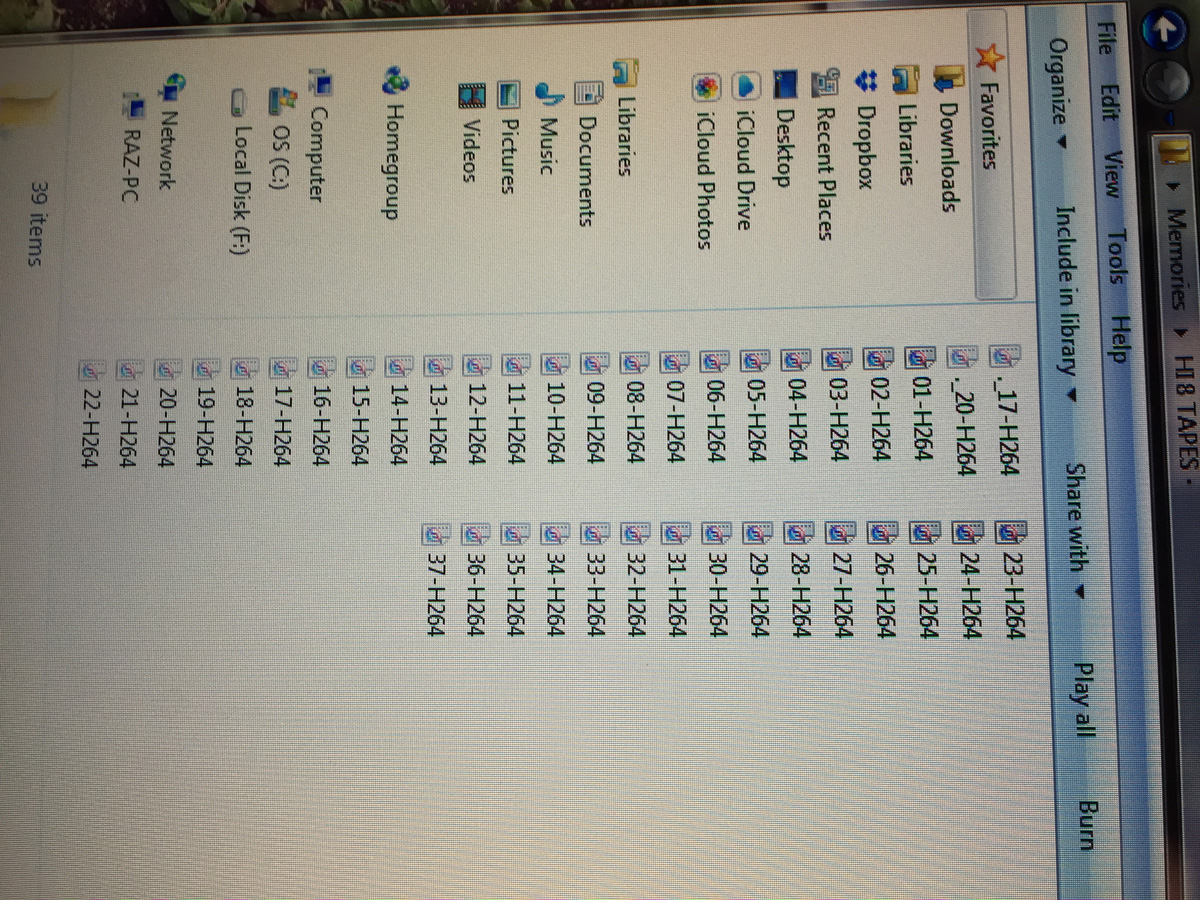 Memories ▸ HI8 TAPES
File Edit View Tools Help
Organize ▾ Include in library ▾ Share with ▾ Play all Burn
Favorites
Downloads
Libraries
Dropbox
Recent Places
Desktop
iCloud Drive
iCloud Photos
Libraries
Documents
Music
Pictures
Videos
Homegroup
Computer
OS (C:)
Local Disk (F:)
Network
RAZ-PC
._17-H264
._20-H264
01-H264
02-H264
03-H264
04-H264
05-H264
06-H264
07-H264
08-H264
09-H264
10-H264
11-H264
12-H264
13-H264
14-H264
15-H264
16-H264
17-H264
18-H264
19-H264
20-H264
21-H264
22-H264
23-H264
24-H264
25-H264
26-H264
27-H264
28-H264
29-H264
30-H264
31-H264
32-H264
33-H264
34-H264
35-H264
36-H264
37-H264
39 items